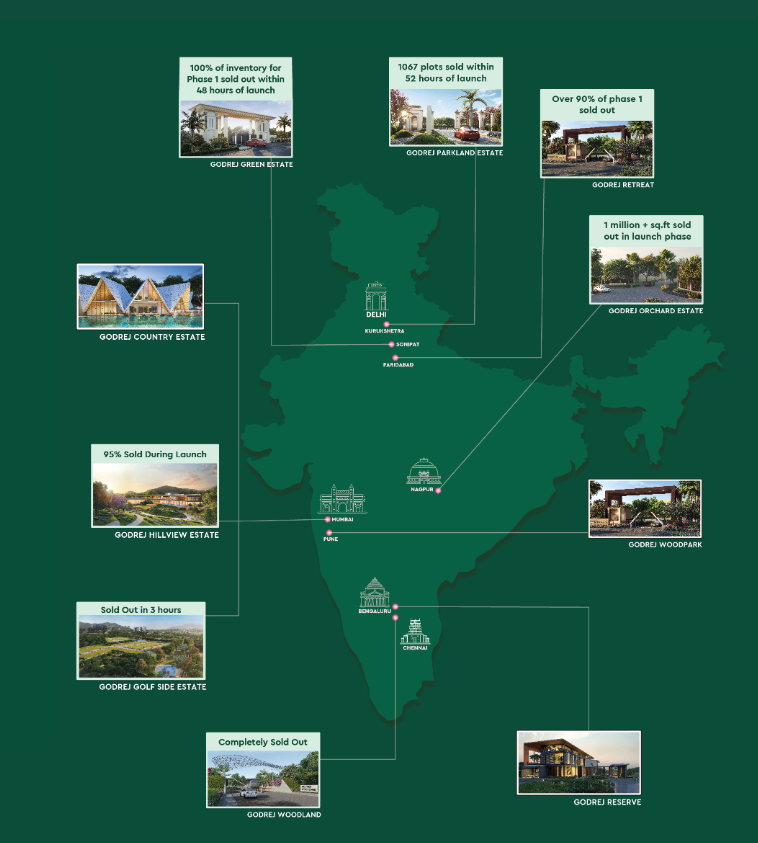 100% of inventory for
Phase 1 sold out within
48 hours of launch
GODREJ GREEN ESTATE
1067 plots sold within
52 hours of launch
GODREJ PARKLAND ESTATE
Over 90% of phase 1
sold out
GODREJ RETREAT
1 million + sq.ft sold
out in launch phase
GODREJ ORCHARD ESTATE
GODREJ COUNTRY ESTATE
DELHI
KURUKSHETRA
SONIPAT
FARIDABAD
95% Sold During Launch
GODREJ HILLVIEW ESTATE
NAGPUR
MUMBAI
PUNE
GODREJ WOODPARK
Sold Out in 3 hours
GODREJ GOLF SIDE ESTATE
BENGALURU
CHENNAI
Completely Sold Out
GODREJ WOODLAND
GODREJ RESERVE